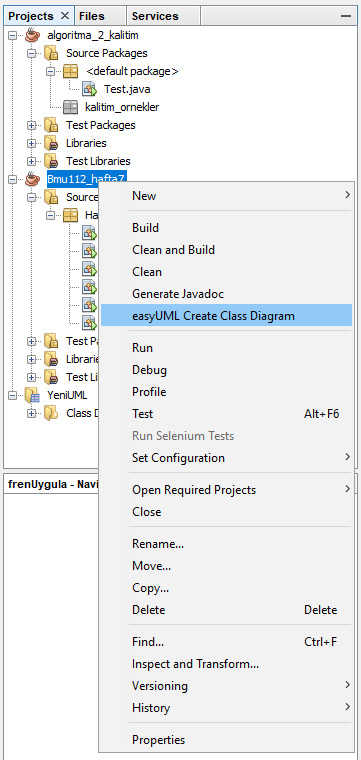 Projects × Files Services
algoritma_2_kalitim
Source Packages
<default package>
Test.java
kalitim_ornekler
Test Packages
Libraries
Test Libraries
Bmu112_hafta7
Source
Ha
Test Pa
Librarie
Test Li
YeniUML
Class D
frenUygula - Navi
New
Build
Clean and Build
Clean
Generate Javadoc
easyUML Create Class Diagram
Run
Debug
Profile
Test Alt+F6
Run Selenium Tests
Set Configuration
Open Required Projects
Close
Rename...
Move...
Copy...
Delete Delete
Find... Ctrl+F
Inspect and Transform...
Versioning
History
Properties